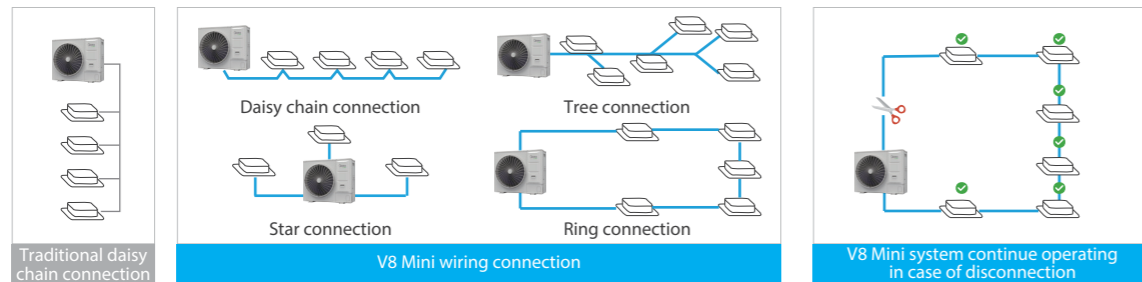 Daisy chain connection
Tree connection
Star connection
Ring connection
Traditional daisy
chain connection
V8 Mini wiring connection
V8 Mini system continue operating
in case of disconnection